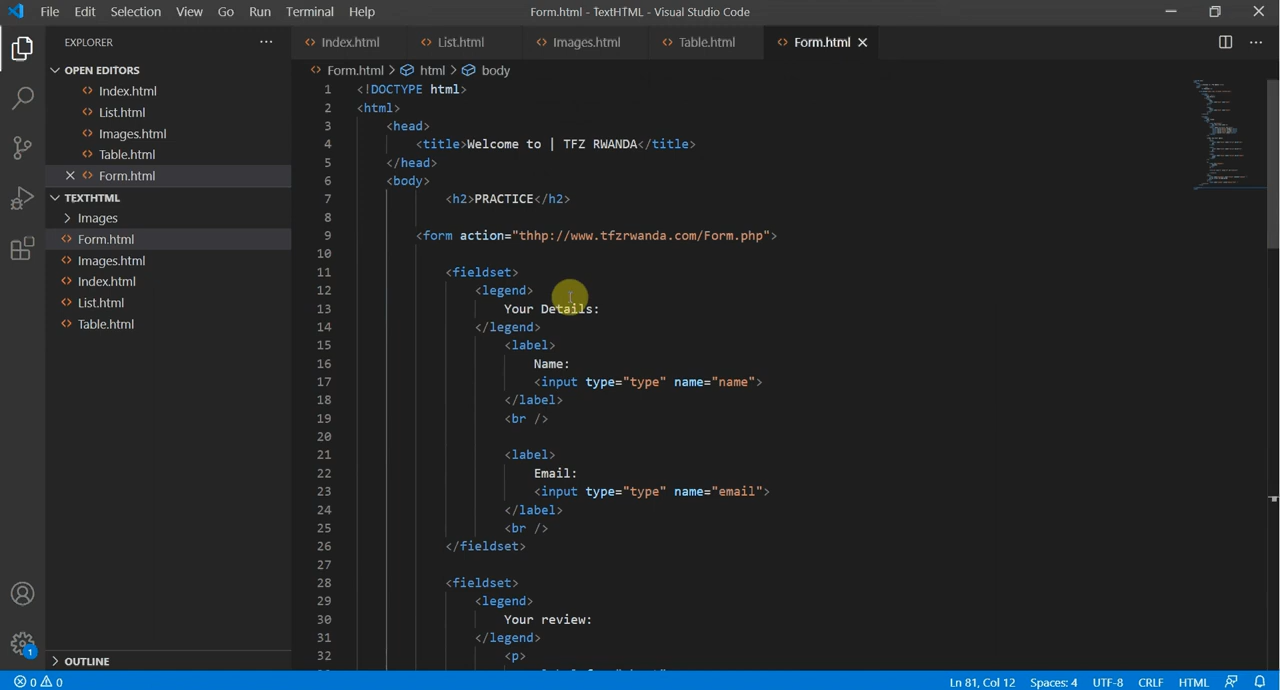 File Edit Selection View Go Run Terminal Help Form.html - TextHTML - Visual Studio Code
EXPLORER
OPEN EDITORS
Index.html
List.html
Images.html
Table.html
Form.html
TEXTHTML
Images
Form.html
Images.html
Index.html
List.html
Table.html
OUTLINE
1
Index.html List.html Images.html Table.html Form.html
Form.html > html > body
1 <!DOCTYPE html>
2 <html>
3 <head>
4 <title>Welcome to | TFZ RWANDA</title>
5 </head>
6 <body>
7 <h2>PRACTICE</h2>
8
9 <form action="thhp://www.tfzrwanda.com/Form.php">
10
11 <fieldset>
12 <legend>
13 Your Details:
14 </legend>
15 <label>
16 Name:
17 <input type="type" name="name">
18 </label>
19 <br />
20
21 <label>
22 Email:
23 <input type="type" name="email">
24 </label>
25 <br />
26 </fieldset>
27
28 <fieldset>
29 <legend>
30 Your review:
31 </legend>
32 <p>
0 0 Ln 81, Col 12 Spaces: 4 UTF-8 CRLF HTML